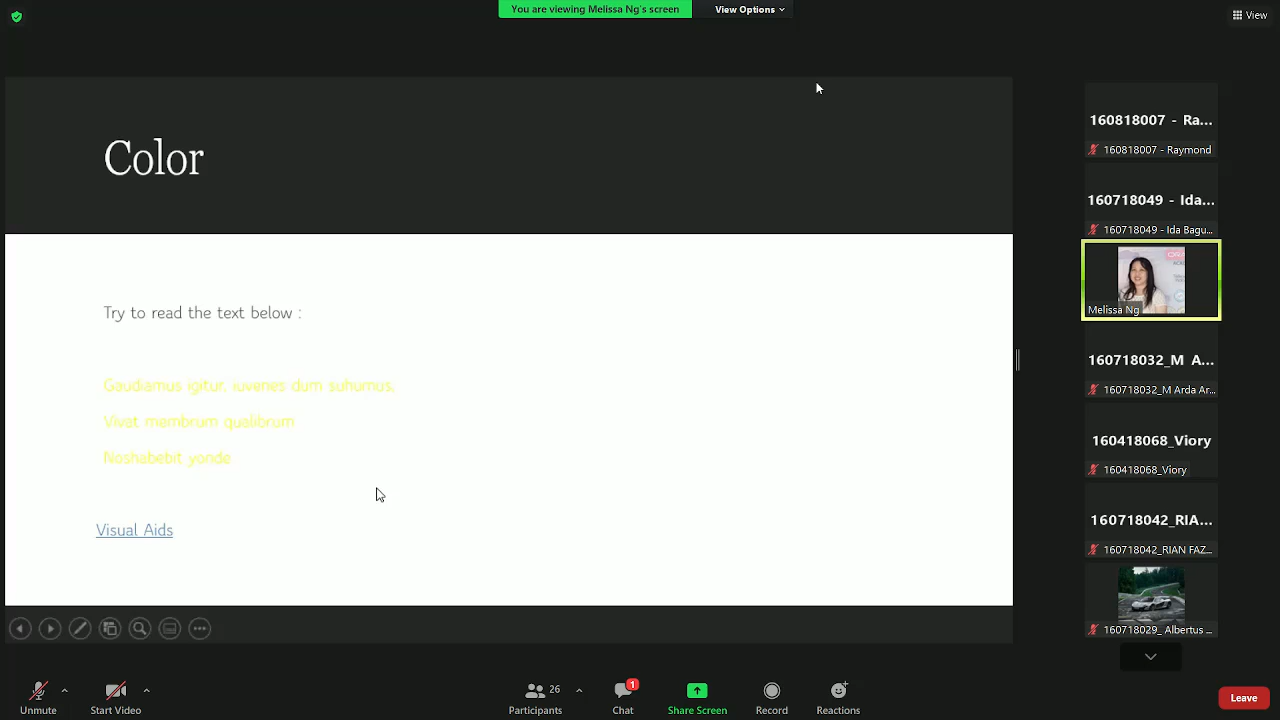 You are viewing Melissa Ng's screen
View Options
View
Color
Try to read the text below :
Gaudiamus igitur, iuvenes dum suhumus,
Vivat membrum qualibrum
Noshabebit yonde
Visual Aids
160818007 - Ra...
160818007 - Raymond
160718049 - Ida...
160718049 - Ida Bagu...
Melissa Ng
160718032_M A...
160718032_M Arda Ar...
160418068_Viory
160418068_Viory
160718042_RIA...
160718042_RIAN FAZ...
160718029_ Albertus ...
Unmute
Start Video
26
Participants
1
Chat
Share Screen
Record
Reactions
Leave